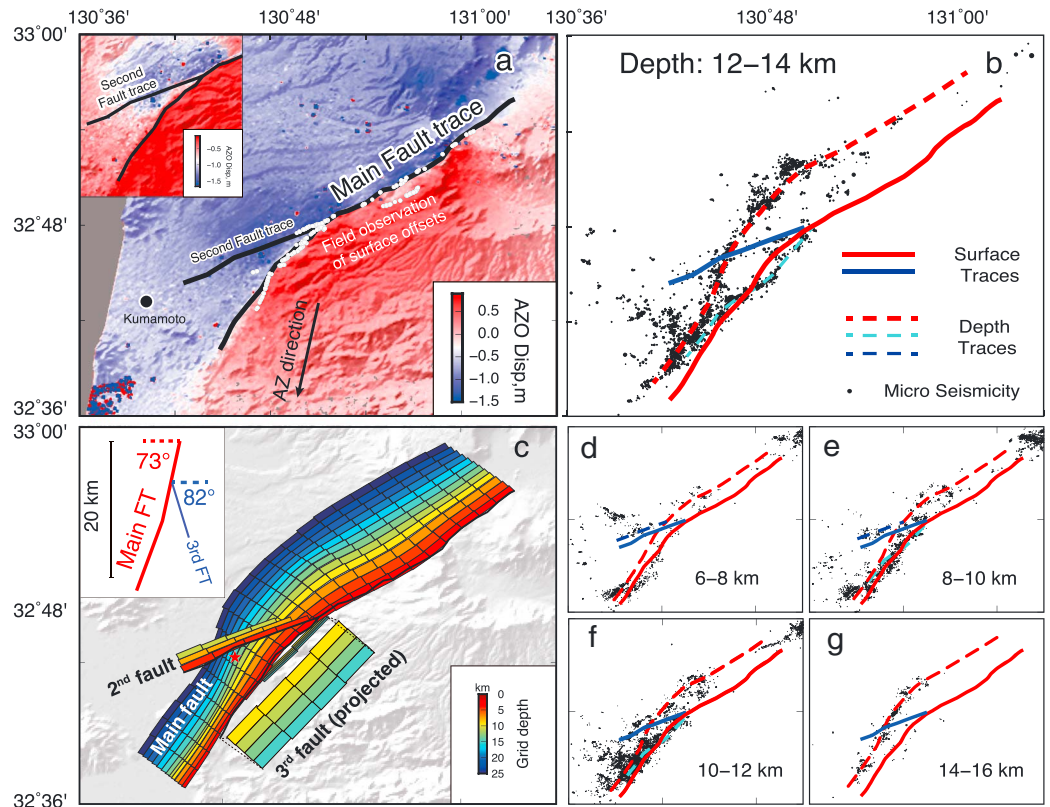 130°36' 130°48' 131°00' 130°36' 130°48' 131°00'
33°00'
32°48'
32°36'
a
Second
Fault trace
−0.5
−1.0
−1.5
AZO Disp,m
Main Fault trace
Second Fault trace
Field observation
of surface offsets
Kumamoto
AZ direction
0.5
0.0
−0.5
−1.0
−1.5
AZO Disp,m
Depth: 12−14 km
b
Surface
Traces
Depth
Traces
Micro Seismicity
33°00'
32°48'
32°36'
c
20 km
73°
82°
Main FT
3rd FT
2nd fault
Main fault
3rd fault (projected)
km
0
5
10
15
20
25
Grid depth
d
6−8 km
e
8−10 km
f
10−12 km
g
14−16 km